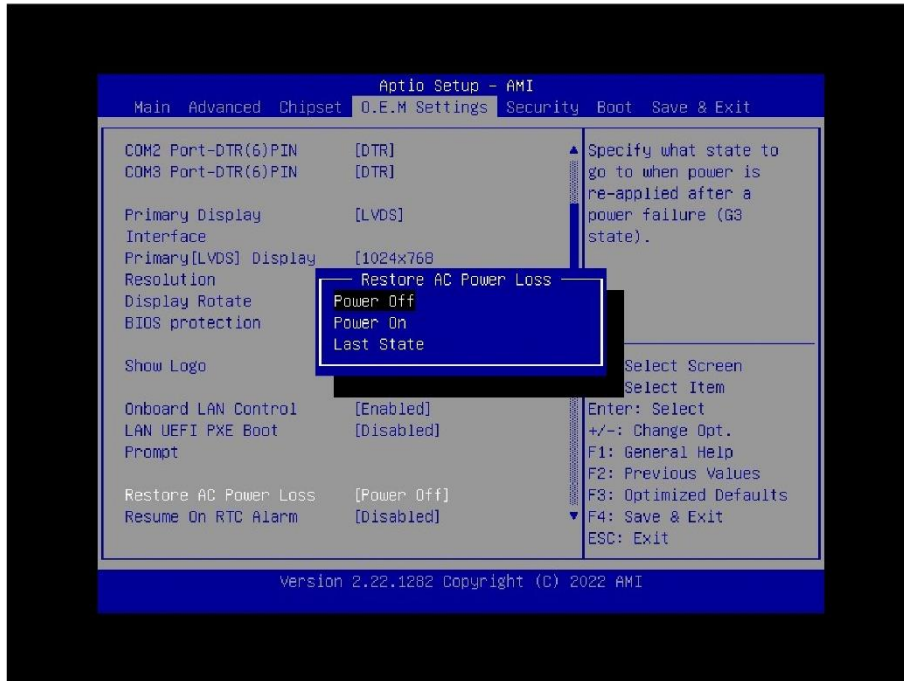 Aptio Setup - AMI
Main Advanced Chipset O.E.M Settings Security Boot Save & Exit
COM2 Port-DTR(6)PIN [DTR]
COM3 Port-DTR(6)PIN [DTR]
Primary Display [LVDS]
Interface
Primary[LVDS] Display [1024x768
Resolution
Display Rotate
BIOS protection
Show Logo
Onboard LAN Control [Enabled]
LAN UEFI PXE Boot [Disabled]
Prompt
Restore AC Power Loss [Power Off]
Resume On RTC Alarm [Disabled]
Restore AC Power Loss
Power Off
Power On
Last State
Specify what state to
go to when power is
re-applied after a
power failure (G3
state).
Select Screen
Select Item
Enter: Select
+/-: Change Opt.
F1: General Help
F2: Previous Values
F3: Optimized Defaults
F4: Save & Exit
ESC: Exit
Version 2.22.1282 Copyright (C) 2022 AMI